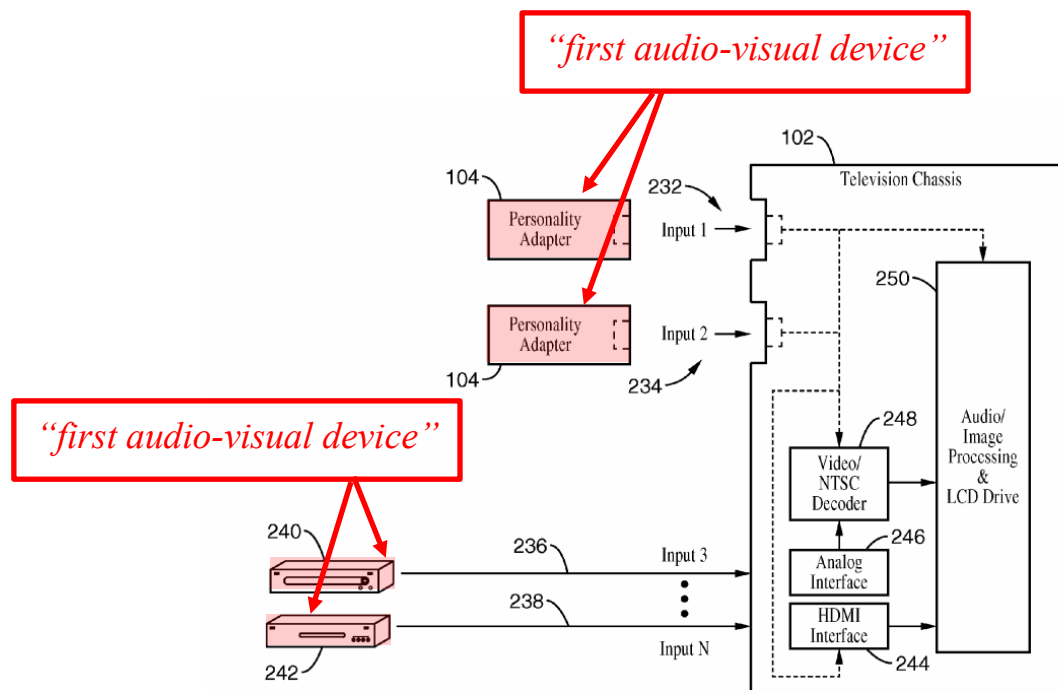 “first audio-visual device”
102
Television Chassis
104
Personality
Adapter
232
Input 1
250
Personality
Adapter
104
Input 2
234
“first audio-visual device”
248
Video/
NTSC
Decoder
Audio/
Image
Processing
&
LCD Drive
240
236
Input 3
246
Analog
Interface
238
242
Input N
HDMI
Interface
244